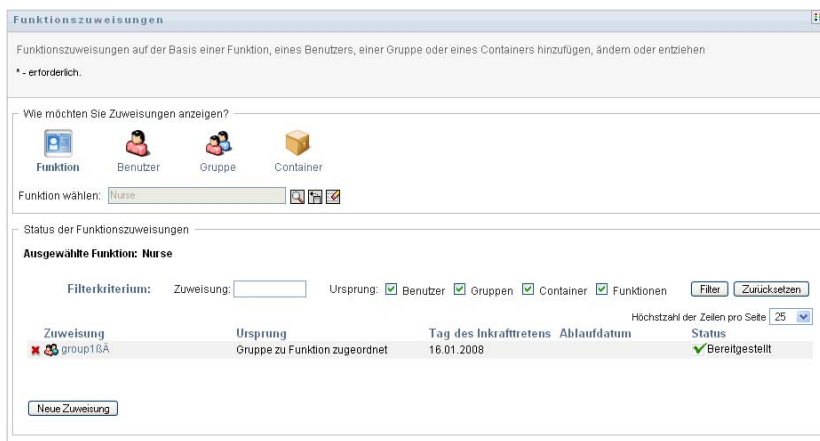 Funktionszuweisungen
Funktionszuweisungen auf der Basis einer Funktion, eines Benutzers, einer Gruppe oder eines Containers hinzufügen, ändern oder entziehen
* - erforderlich.
Wie möchten Sie Zuweisungen anzeigen?
Funktion Benutzer Gruppe Container
Funktion wählen: Nurse
Status der Funktionszuweisungen
Ausgewählte Funktion: Nurse
Filterkriterium: Zuweisung: Ursprung: Benutzer Gruppen Container Funktionen Filter Zurücksetzen
Höchstzahl der Zeilen pro Seite 25
Zuweisung Ursprung Tag des Inkrafttretens Ablaufdatum Status
group1ßÄ Gruppe zu Funktion zugeordnet 16.01.2008 Bereitgestellt
Neue Zuweisung